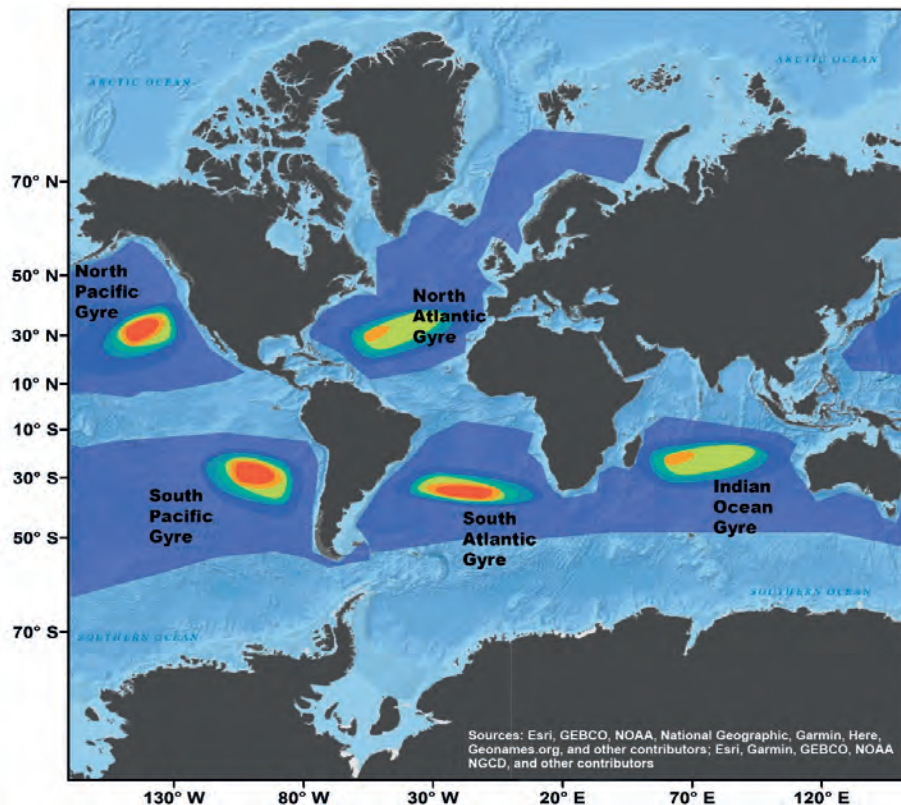 ARCTIC OCEAN
ARCTIC OCEAN
70° N
50° N
30° N
10° N
10° S
30° S
50° S
70° S
North
Pacific
Gyre
North
Atlantic
Gyre
South
Pacific
Gyre
South
Atlantic
Gyre
Indian
Ocean
Gyre
SOUTHERN OCEAN
SOUTHERN OCEAN
Sources: Esri, GEBCO, NOAA, National Geographic, Garmin, Here,
Geonames.org, and other contributors; Esri, Garmin, GEBCO, NOAA
NGCD, and other contributors
130° W 80° W 30° W 20° E 70° E 120° E